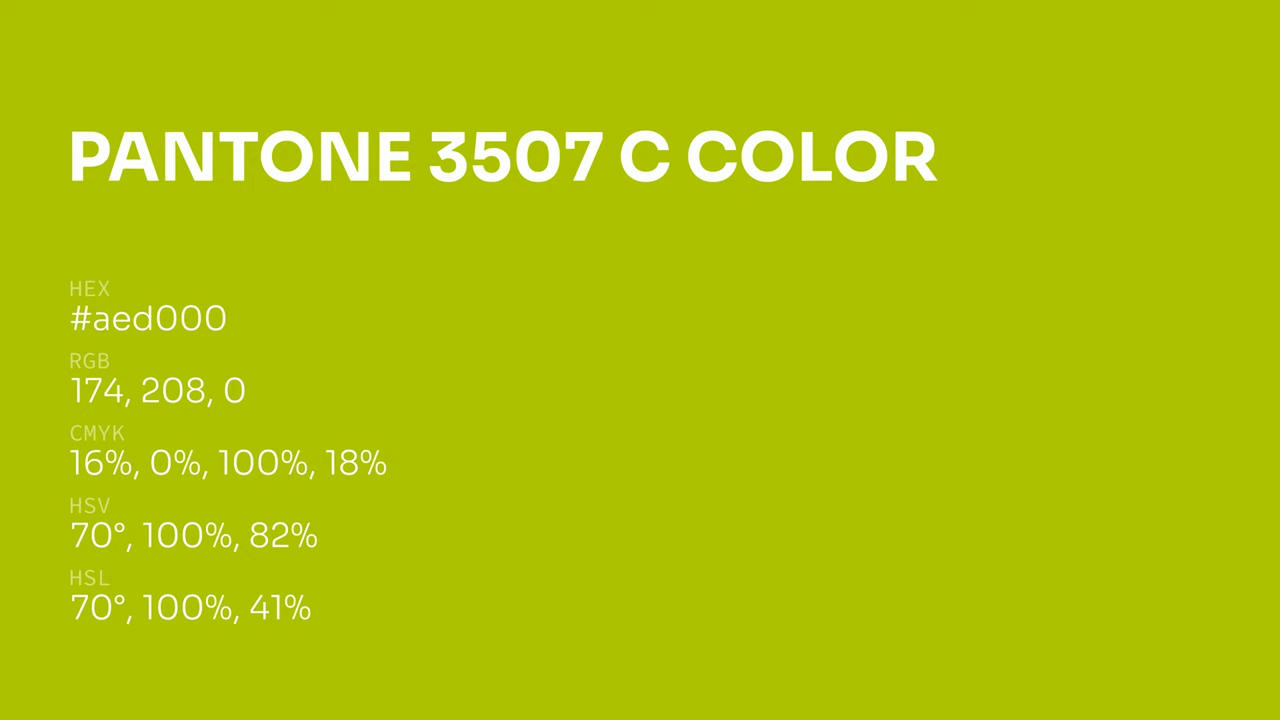 PANTONE 3507 C COLOR
HEX
#aed000
RGB
174, 208, 0
CMYK
16%, 0%, 100%, 18%
HSV
70°, 100%, 82%
HSL
70°, 100%, 41%